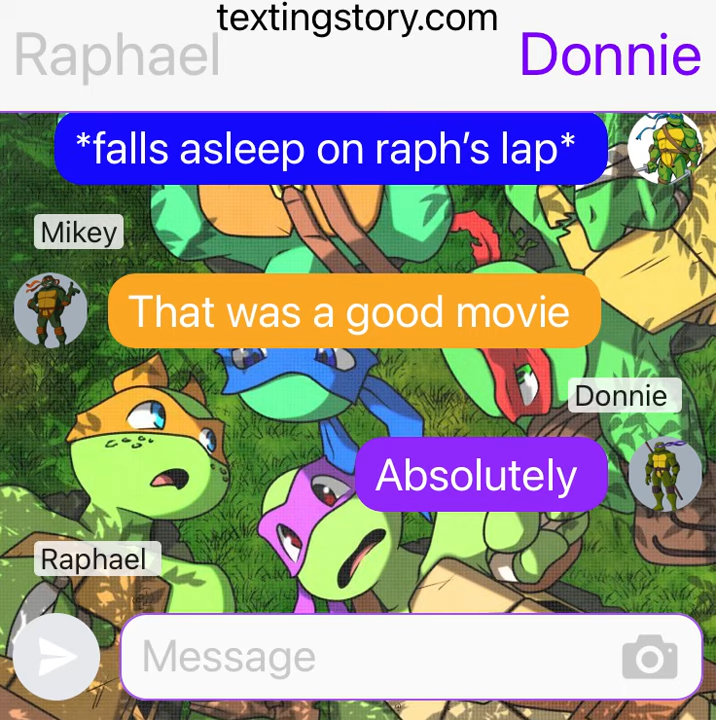 textingstory.com
Raphael
Donnie
*falls asleep on raph’s lap*
Mikey
That was a good movie
Donnie
Absolutely
Raphael
Message